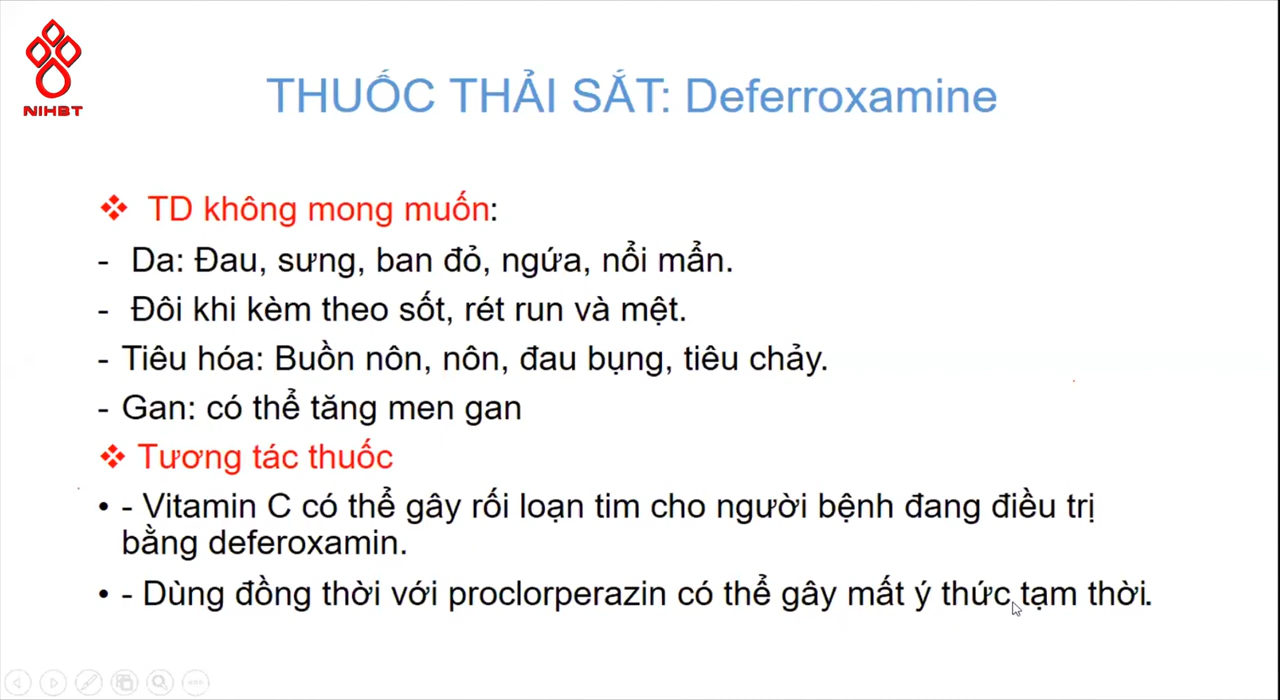 NIHBT
THUỐC THẢI SẮT: Deferroxamine
❖ TD không mong muốn:
- Da: Đau, sưng, ban đỏ, ngứa, nổi mẩn.
- Đôi khi kèm theo sốt, rét run và mệt.
- Tiêu hóa: Buồn nôn, nôn, đau bụng, tiêu chảy.
- Gan: có thể tăng men gan
❖ Tương tác thuốc
• - Vitamin C có thể gây rối loạn tim cho người bệnh đang điều trị
bằng deferoxamin.
• - Dùng đồng thời với proclorperazin có thể gây mất ý thức tạm thời.